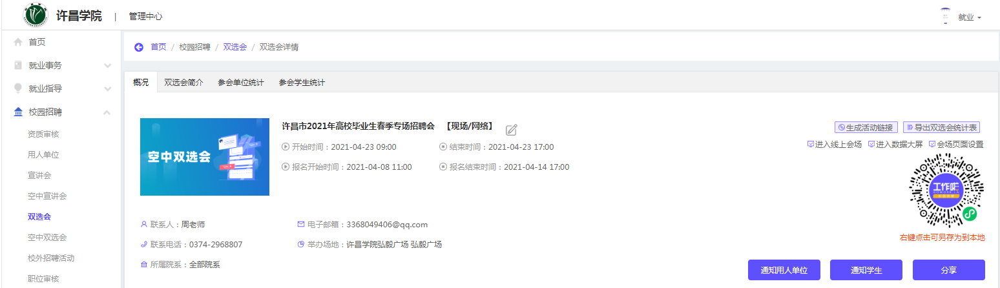 许昌学院 | 管理中心
就业
首页
就业事务
就业指导
校园招聘
资质审核
用人单位
宣讲会
空中宣讲会
双选会
空中双选会
校外招聘活动
职位审核
首页 / 校园招聘 / 双选会 / 双选会详情
概况 双选会简介 参会单位统计 参会学生统计
空中双选会
许昌市2021年高校毕业生春季专场招聘会 【现场/网络】
开始时间：2021-04-23 09:00 结束时间：2021-04-23 17:00
报名开始时间：2021-04-08 11:00 报名结束时间：2021-04-14 17:00
生成活动链接 导出双选会统计表
进入线上会场 进入数据大屏 会场页面设置
工作啦
右键点击可另存为到本地
联系人：周老师 电子邮箱：3368049406@qq.com
联系电话：0374-2968807 举办场地：许昌学院弘毅广场 弘毅广场
所属院系：全部院系
通知用人单位 通知学生 分享